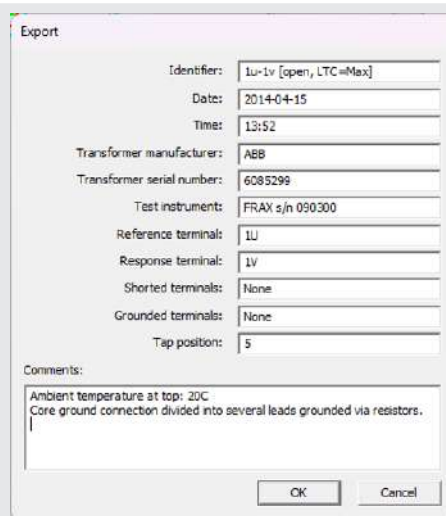 Export
Identifier: 1u-1v [open, LTC=Max]
Date: 2014-04-15
Time: 13:52
Transformer manufacturer: ABB
Transformer serial number: 6085299
Test instrument: FRAX s/n 090300
Reference terminal: 1U
Response terminal: 1V
Shorted terminals: None
Grounded terminals: None
Tap position: 5
Comments:
Ambient temperature at top: 20C
Core ground connection divided into several leads grounded via resistors.
OK Cancel